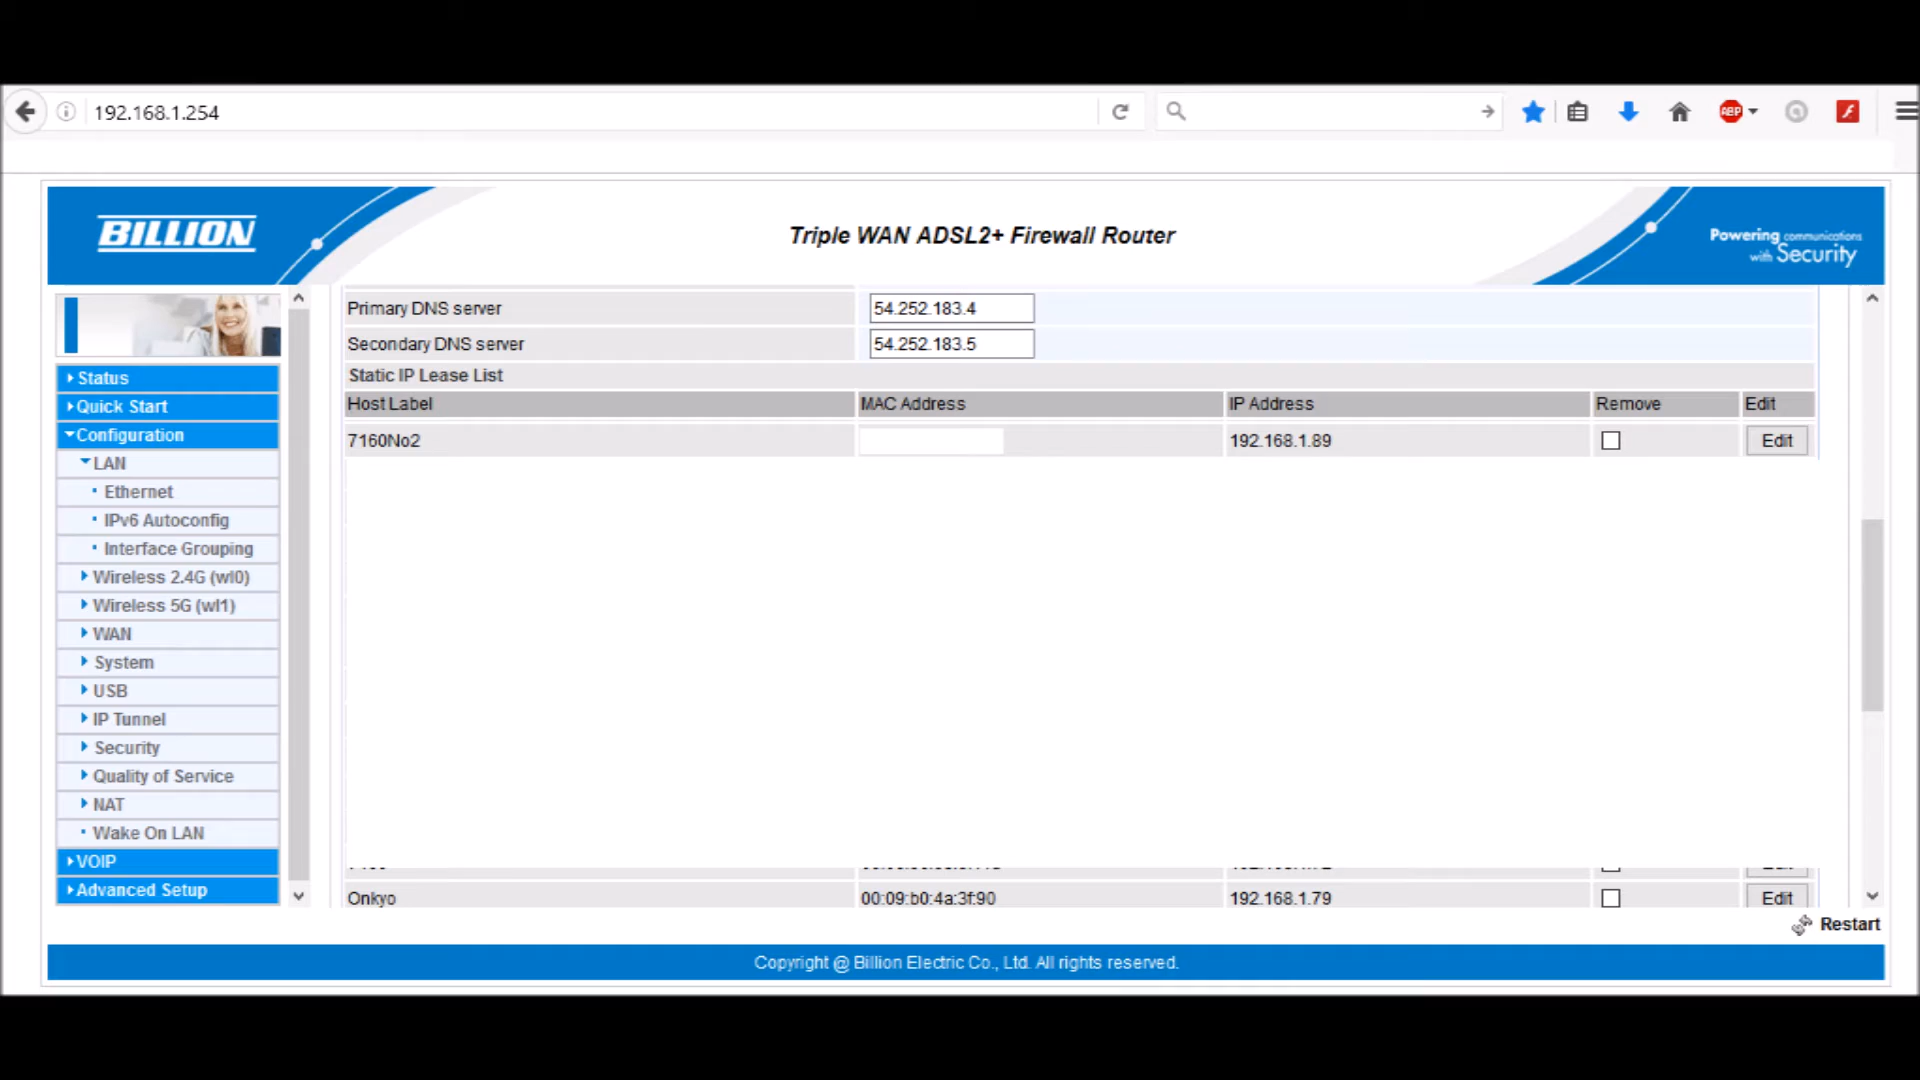 192.168.1.254
ABP
BILLION
Triple WAN ADSL2+ Firewall Router
Powering communications
with Security
Status
Quick Start
Configuration
LAN
Ethernet
IPv6 Autoconfig
Interface Grouping
Wireless 2.4G (wl0)
Wireless 5G (wl1)
WAN
System
USB
IP Tunnel
Security
Quality of Service
NAT
Wake On LAN
VOIP
Advanced Setup
Primary DNS server 54.252.183.4
Secondary DNS server 54.252.183.5
Static IP Lease List
Host Label MAC Address IP Address Remove Edit
7160No2 192.168.1.89 Edit
Onkyo 00:09:b0:4a:3f:90 192.168.1.79 Edit
Restart
Copyright @ Billion Electric Co., Ltd. All rights reserved.